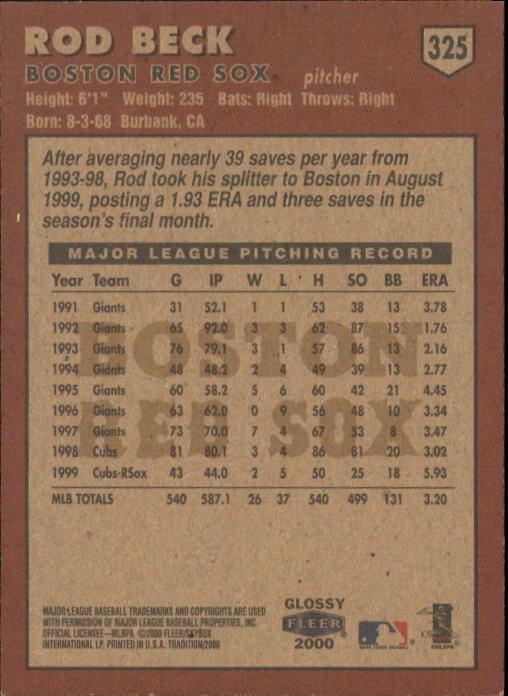 ROD BECK
325
BOSTON RED SOX® pitcher
Height: 6'1" Weight: 235 Bats: Right Throws: Right
Born: 8-3-68 Burbank, CA
After averaging nearly 39 saves per year from
1993-98, Rod took his splitter to Boston in August
1999, posting a 1.93 ERA and three saves in the
season's final month.
MAJOR LEAGUE PITCHING RECORD
Year Team G IP W L H SO BB ERA
1991 Giants 31 52.1 1 1 53 38 13 3.78
1992 Giants 65 92.0 3 3 62 87 15 1.76
1993 Giants 76 79.1 3 1 57 86 13 2.16
1994 Giants 48 48.2 2 4 49 39 13 2.77
1995 Giants 60 58.2 5 6 60 42 21 4.45
1996 Giants 63 62.0 0 9 56 48 10 3.34
1997 Giants 73 70.0 7 4 67 53 8 3.47
1998 Cubs 81 80.1 3 4 86 81 20 3.02
1999 Cubs-RSox 43 44.0 2 5 50 25 18 5.93
MLB TOTALS 540 587.1 26 37 540 499 131 3.20
BOSTON
RED SOX
MAJOR LEAGUE BASEBALL TRADEMARKS AND COPYRIGHTS ARE USED
WITH PERMISSION OF MAJOR LEAGUE BASEBALL PROPERTIES, INC.
OFFICIAL LICENSEE—MLBPA ©2000 FLEER/SKYBOX
INTERNATIONAL LP, PRINTED IN U.S.A. TRADITION/2000
GLOSSY
FLEER
2000
MAJOR LEAGUE BASEBALL
MLBPA